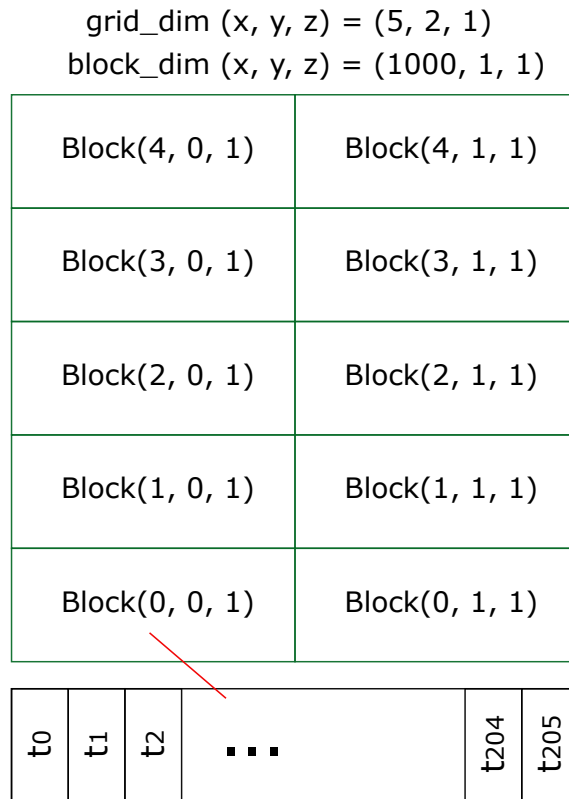 grid_dim (x, y, z) = (5, 2, 1)
block_dim (x, y, z) = (1000, 1, 1)
Block(4, 0, 1) Block(4, 1, 1)
Block(3, 0, 1) Block(3, 1, 1)
Block(2, 0, 1) Block(2, 1, 1)
Block(1, 0, 1) Block(1, 1, 1)
Block(0, 0, 1) Block(0, 1, 1)
t0 t1 t2 ... t204 t205